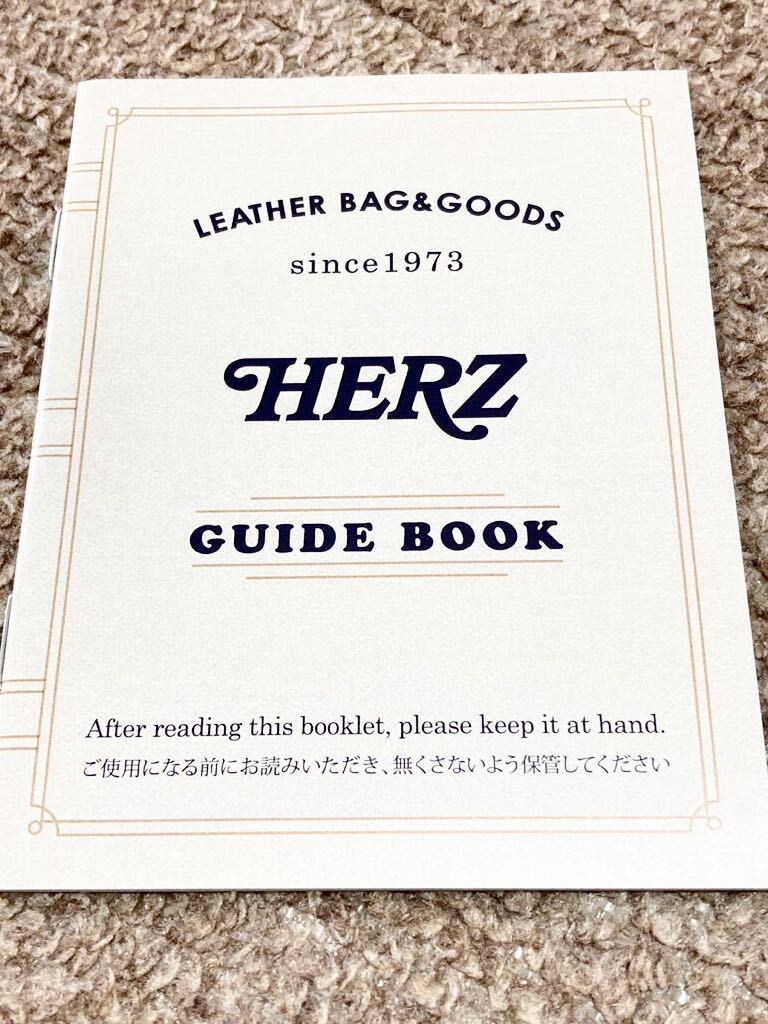 LEATHER BAG&GOODS
since1973
HERZ
GUIDE BOOK
After reading this booklet, please keep it at hand.
ご使用になる前にお読みいただき、無くさないよう保管してください